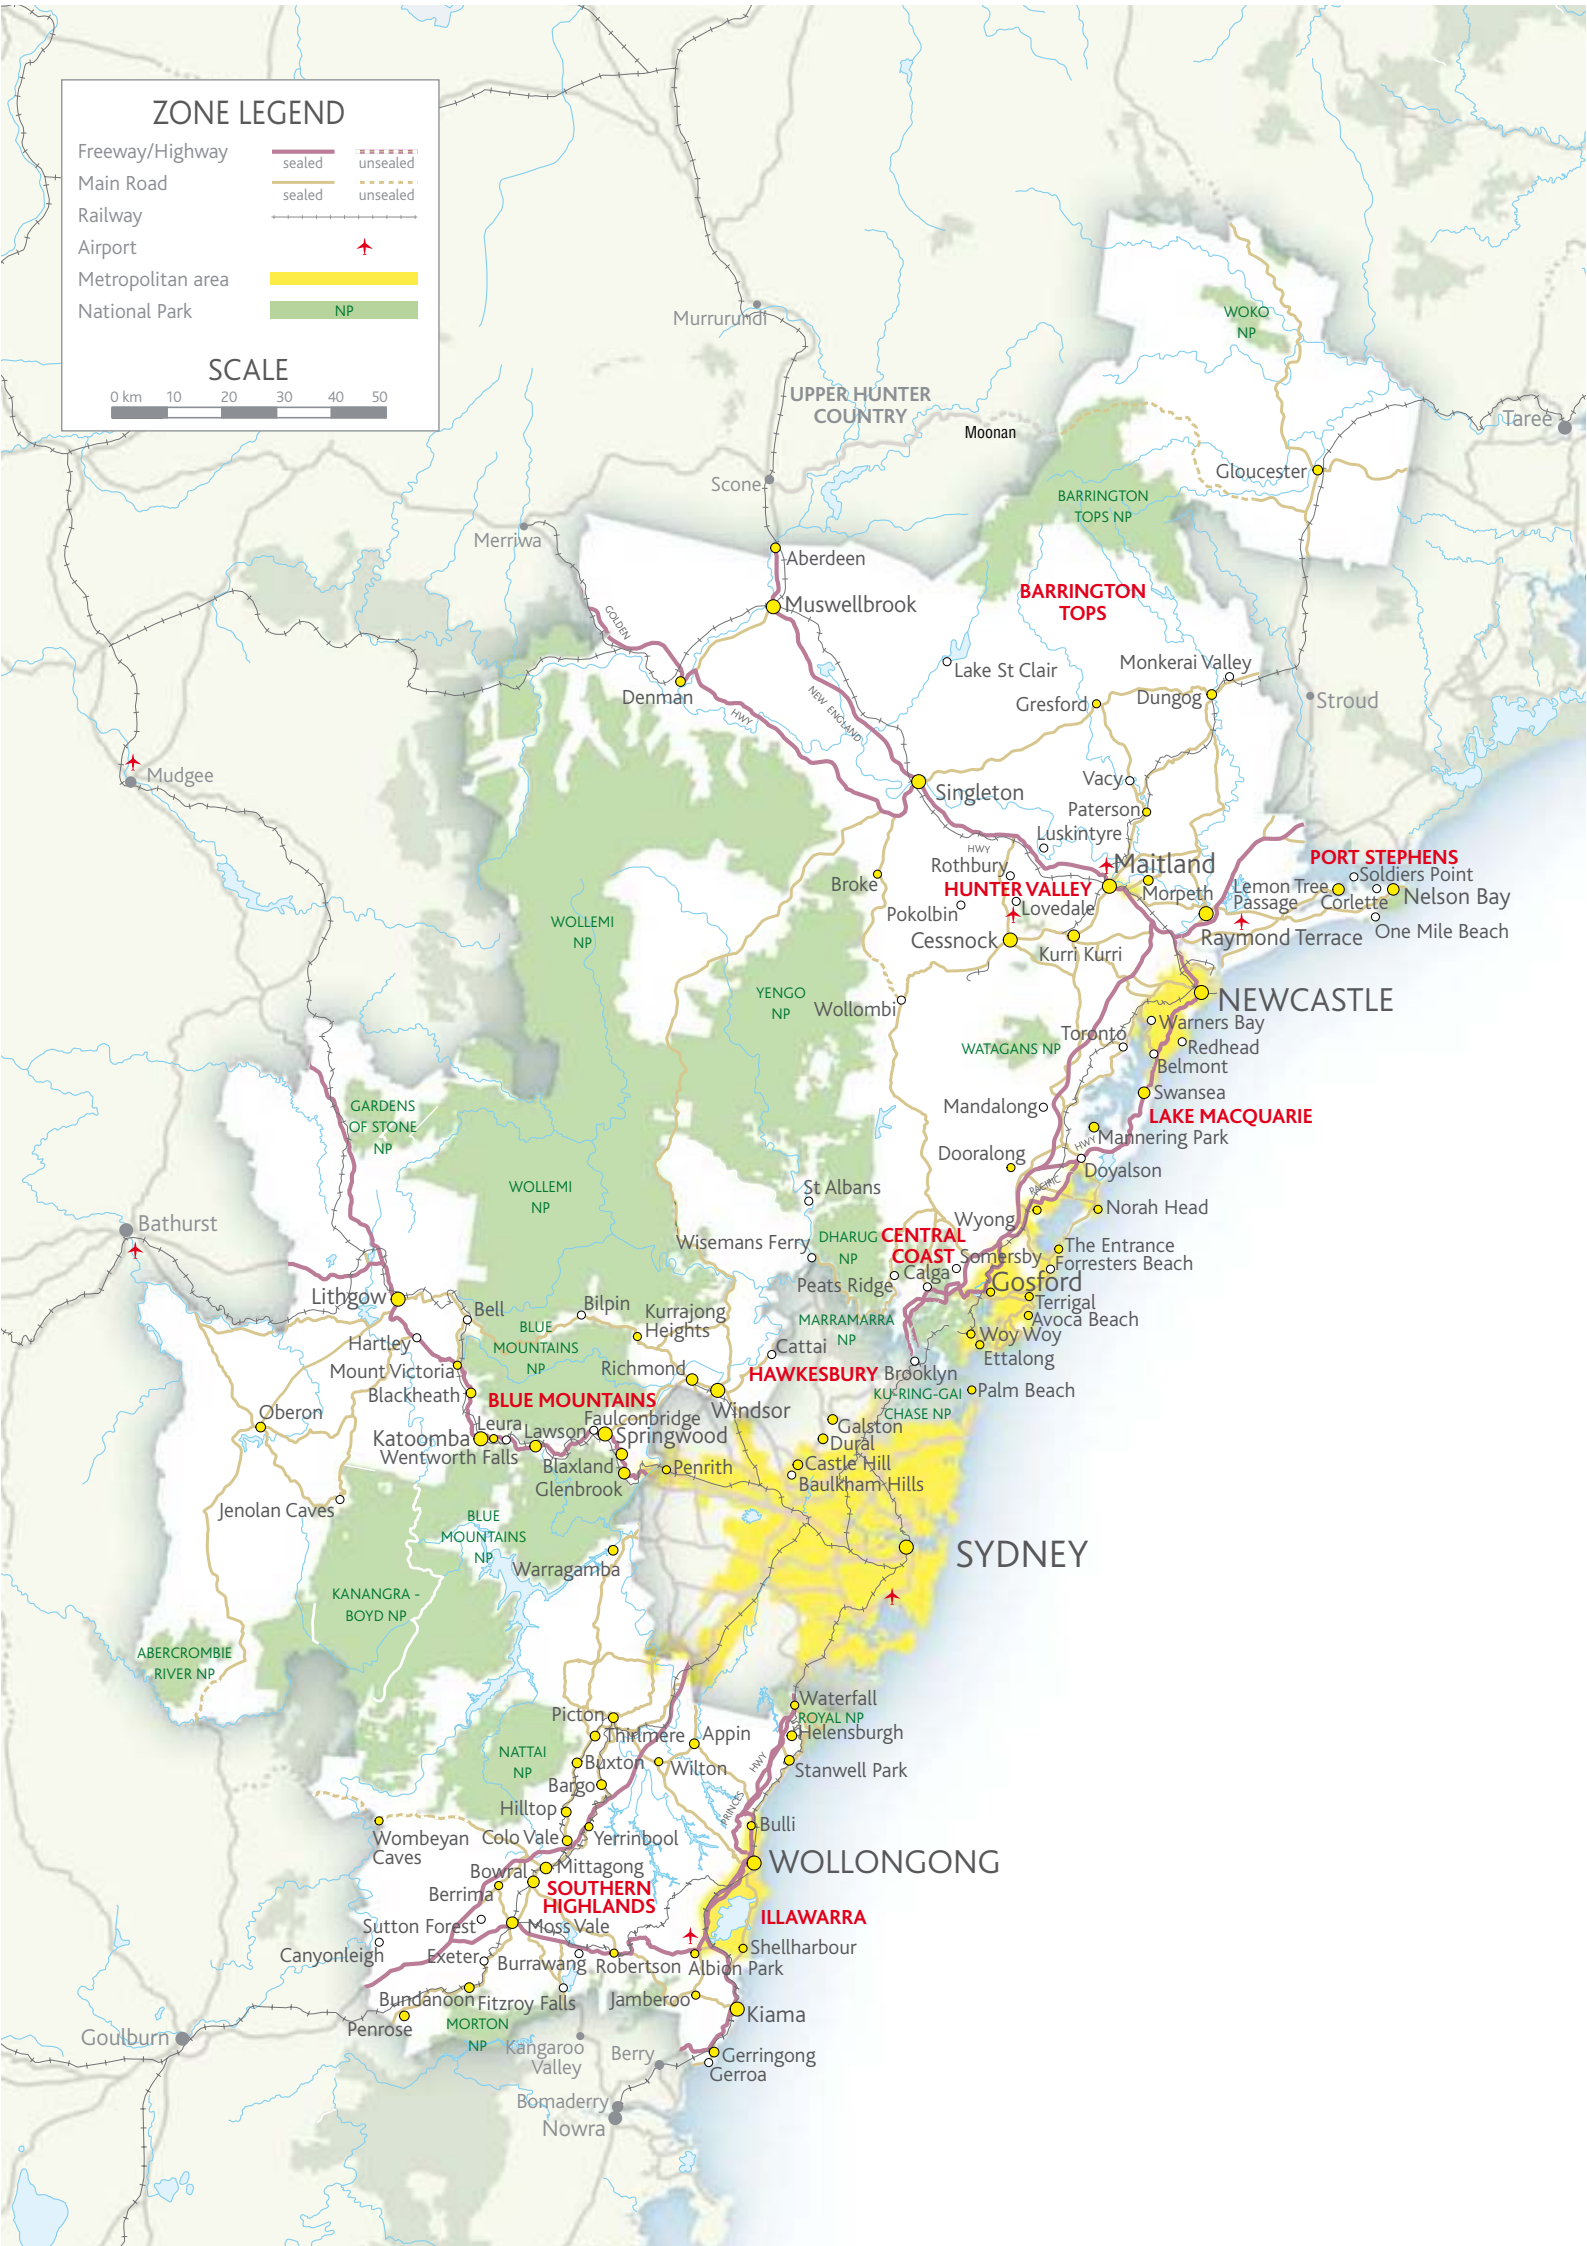 ZONE LEGEND
Freeway/Highway
sealed
unsealed
Main Road
sealed
unsealed
Railway
Airport
Metropolitan area
National Park
NP
SCALE
0 km 10 20 30 40 50
Murrurundi
WOKO
NP
UPPER HUNTER
COUNTRY
Moonan
Taree
Gloucester
Scone
BARRINGTON
TOPS NP
Merriwa
Aberdeen
BARRINGTON
TOPS
Muswellbrook
GOLDEN
HWY
Lake St Clair
Monkerai Valley
Denman
NEW ENGLAND
HWY
Gresford
Dungog
Stroud
Mudgee
Singleton
Vacy
Paterson
Luskintyre
Rothbury
Maitland
PORT STEPHENS
Soldiers Point
Broke
HUNTER VALLEY
Morpeth
Lemon Tree
Passage
Corlette
Nelson Bay
Pokolbin
Lovedale
One Mile Beach
WOLLEMI
NP
Cessnock
Kurri Kurri
Raymond Terrace
YENGO
NP
Wollombi
NEWCASTLE
Warners Bay
Toronto
Redhead
WATAGANS NP
Belmont
Swansea
GARDENS
OF STONE
NP
Mandalong
LAKE MACQUARIE
Mannering Park
Dooralong
HWY
Doyalson
PACIFIC
WOLLEMI
NP
St Albans
Norah Head
Bathurst
Wyong
Wisemans Ferry
DHARUG
NP
CENTRAL
COAST
Somersby
The Entrance
Forresters Beach
Peats Ridge
Calga
Gosford
Lithgow
Terrigal
Bell
Bilpin
Kurrajong
Heights
MARRAMARRA
NP
Avoca Beach
Hartley
BLUE
MOUNTAINS
NP
Woy Woy
Cattai
Ettalong
Mount Victoria
Richmond
HAWKESBURY
Brooklyn
Blackheath
BLUE MOUNTAINS
KU-RING-GAI
CHASE NP
Palm Beach
Oberon
Windsor
Leura
Faulconbridge
Galston
Katoomba
Lawson
Springwood
Dural
Wentworth Falls
Blaxland
Penrith
Castle Hill
Glenbrook
Baulkham Hills
Jenolan Caves
BLUE
MOUNTAINS
NP
SYDNEY
Warragamba
KANANGRA -
BOYD NP
ABERCROMBIE
RIVER NP
Waterfall
Picton
ROYAL NP
Thirlmere
Appin
Helensburgh
NATTAI
NP
Buxton
Wilton
HWY
Stanwell Park
Bargo
PRINCES
Hilltop
Bulli
Wombeyan
Caves
Colo Vale
Yerrinbool
WOLLONGONG
Bowral
Mittagong
Berrima
SOUTHERN
HIGHLANDS
ILLAWARRA
Sutton Forest
Moss Vale
Canyonleigh
Exeter
Burrawang
Robertson
Albion Park
Shellharbour
Bundanoon
Fitzroy Falls
Jamberoo
Kiama
Penrose
MORTON
NP
Goulburn
Kangaroo
Valley
Berry
Gerringong
Gerroa
Bomaderry
Nowra